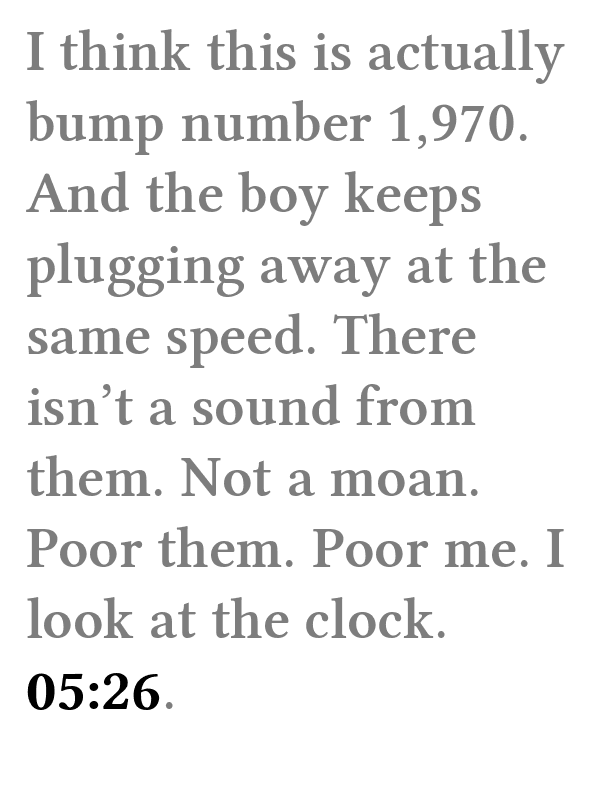 I think this is actually
bump number 1,970.
And the boy keeps
plugging away at the
same speed. There
isn’t a sound from
them. Not a moan.
Poor them. Poor me. I
look at the clock.
05:26.